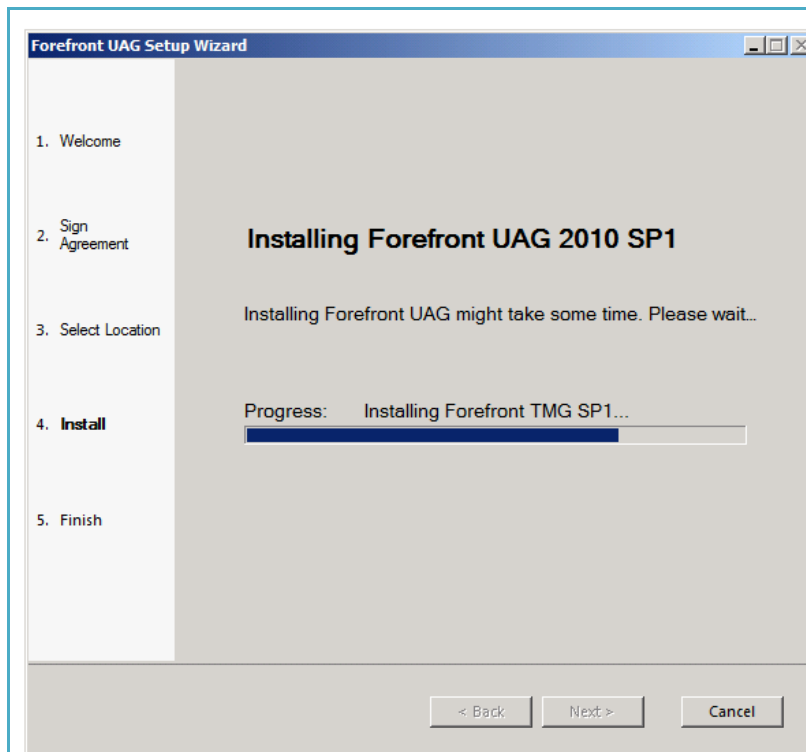 Forefront UAG Setup Wizard
1. Welcome
2. Sign
Agreement
3. Select Location
4. Install
5. Finish
Installing Forefront UAG 2010 SP1
Installing Forefront UAG might take some time. Please wait...
Progress: Installing Forefront TMG SP1...
< Back Next > Cancel